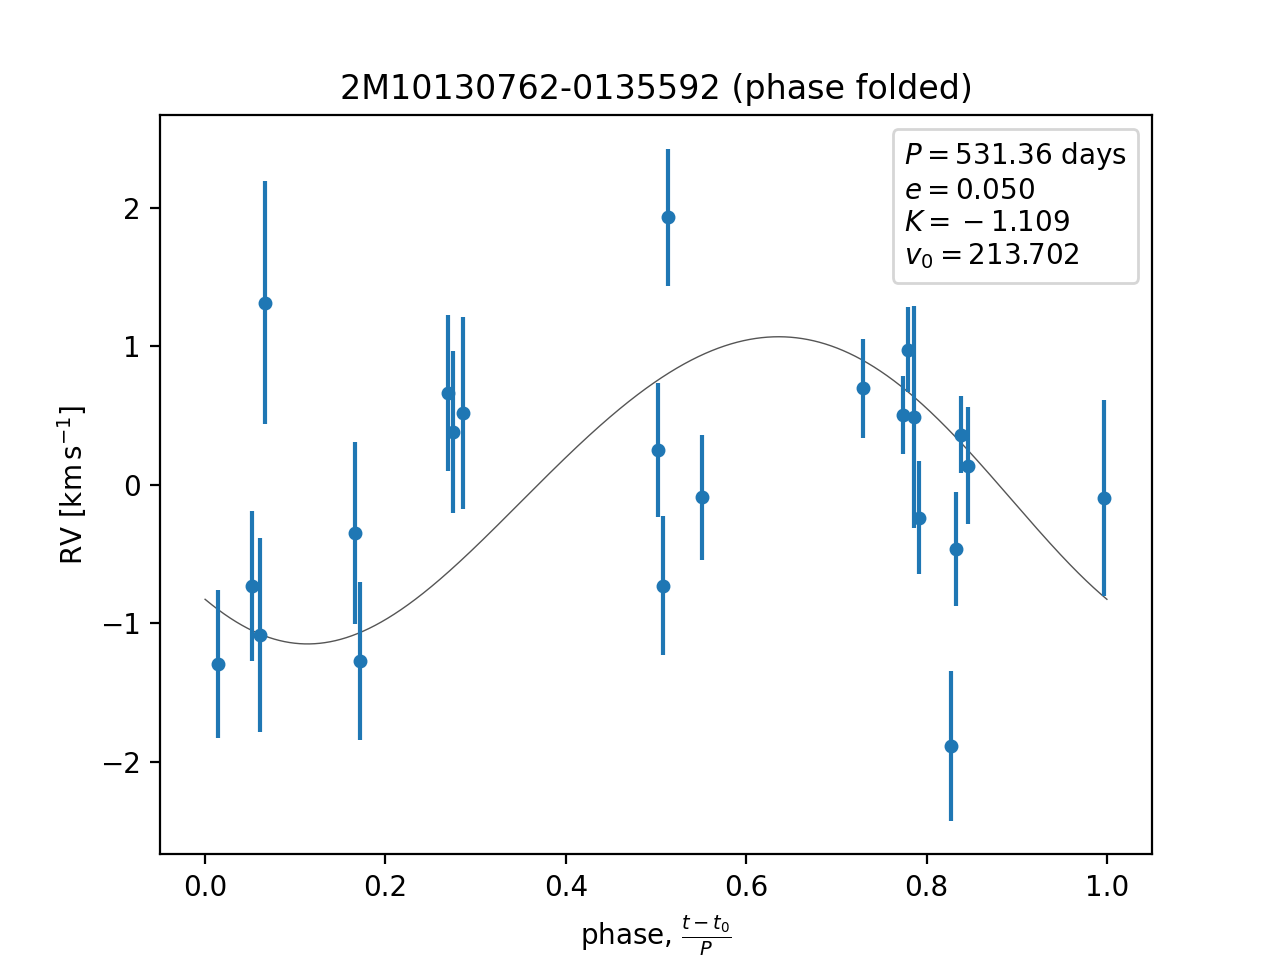 2M10130762-0135592 (phase folded)
P = 531.36 days
e = 0.050
K = −1.109
v₀ = 213.702
RV [km s⁻¹]
2
1
0
−1
−2
0.0 0.2 0.4 0.6 0.8 1.0
phase, (t − t₀)/P